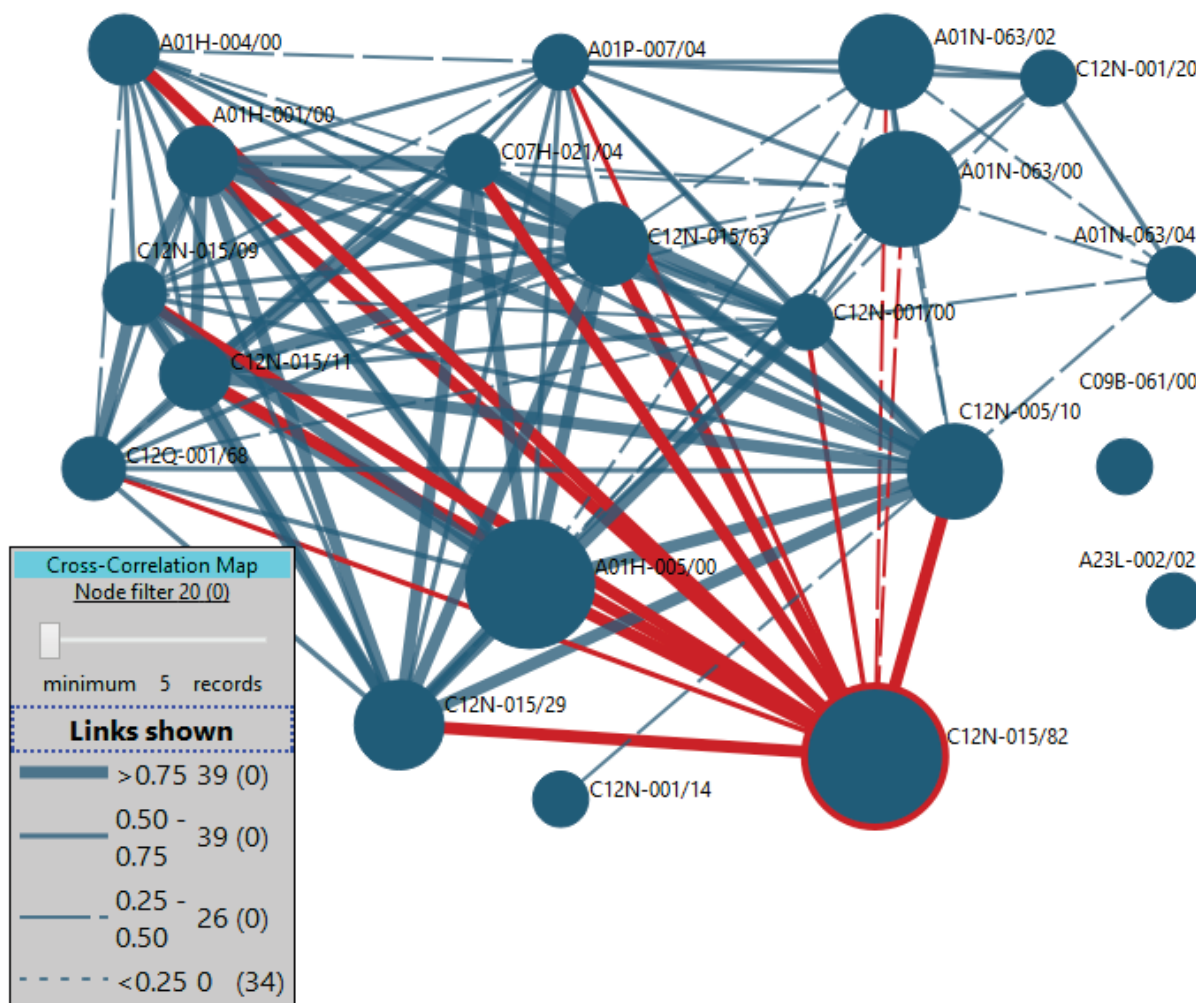 A01H-004/00
A01P-007/04
A01N-063/02
C12N-001/20
A01H-001/00
C07H-021/04
A01N-063/00
C12N-015/09
C12N-015/63
A01N-063/04
C12N-001/00
C12N-015/11
C09B-061/00
C12N-005/10
C12Q-001/68
A01H-005/00
A23L-002/02
C12N-015/29
C12N-015/82
C12N-001/14
Cross-Correlation Map
Node filter 20 (0)
minimum 5 records
Links shown
>0.75 39 (0)
0.50 -
0.75 39 (0)
0.25 -
0.50 26 (0)
<0.25 0 (34)